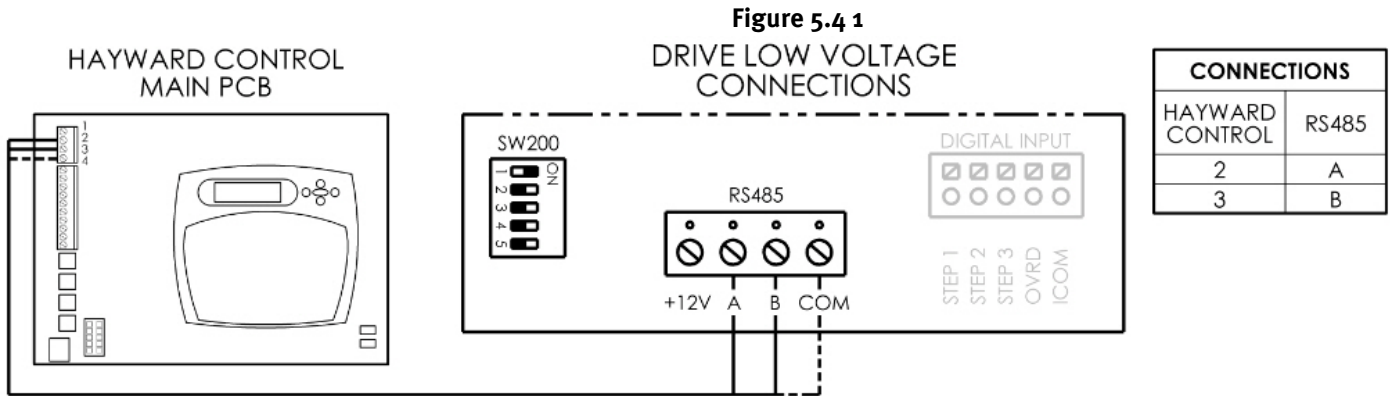 Figure 5.4 1
HAYWARD CONTROL
MAIN PCB
1
2
3
4
DRIVE LOW VOLTAGE
CONNECTIONS
SW200
ON
1
2
3
4
5
RS485
+12V A B COM
DIGITAL INPUT
STEP 1
STEP 2
STEP 3
OVRD
ICOM
CONNECTIONS
HAYWARD
CONTROL
RS485
2 A
3 B